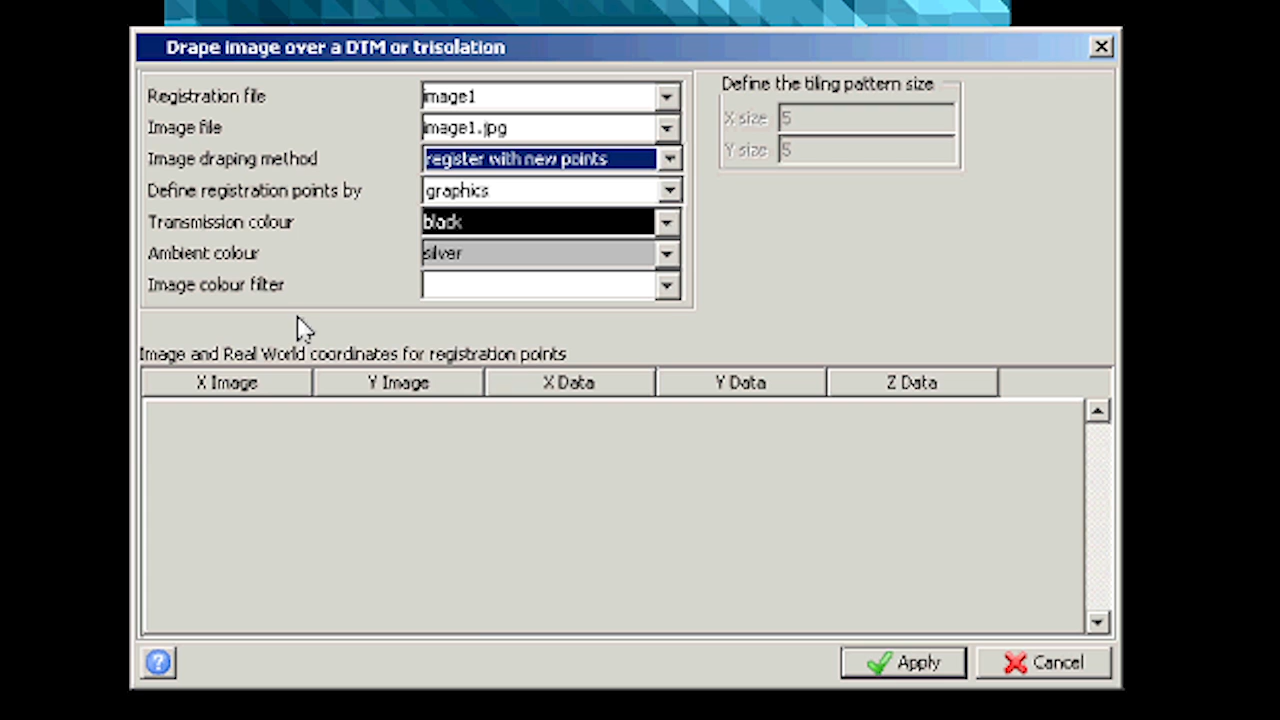 Drape image over a DTM or trisolation
Registration file image1
Image file image1.jpg
Image draping method register with new points
Define registration points by graphics
Transmission colour black
Ambient colour silver
Image colour filter
Define the tiling pattern size
X size 5
Y size 5
Image and Real World coordinates for registration points
X Image Y Image X Data Y Data Z Data
? Apply Cancel